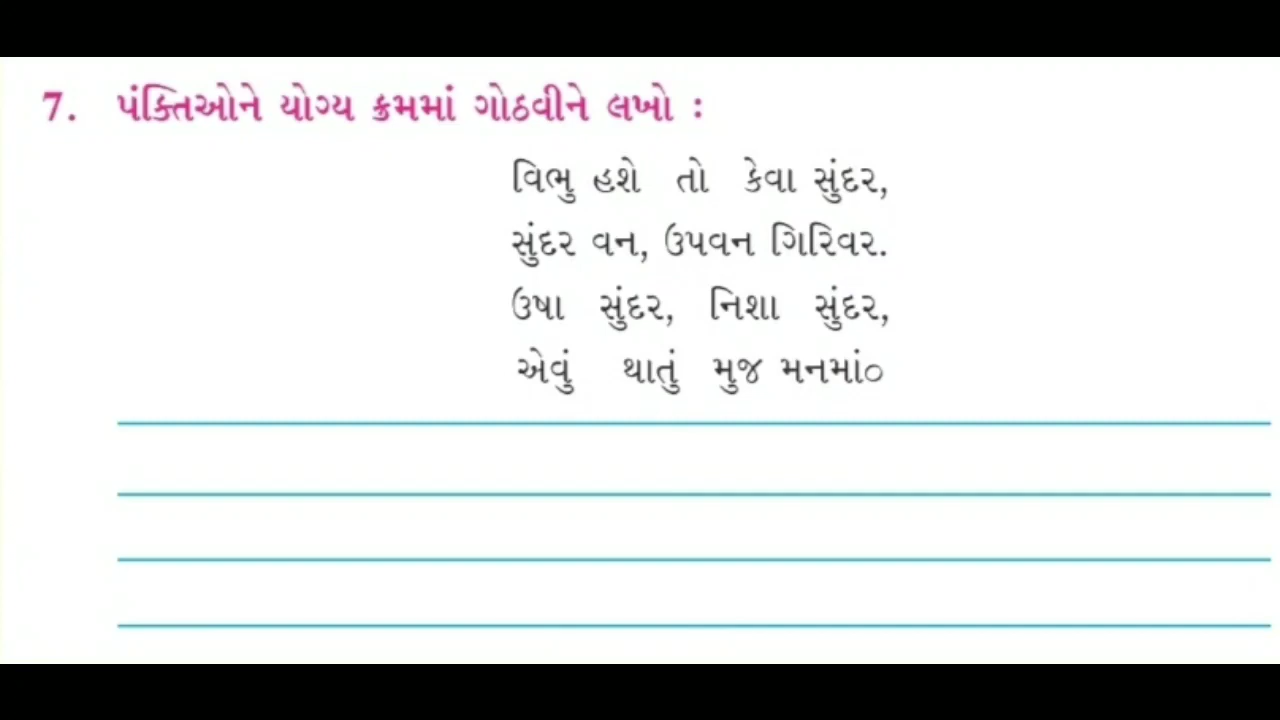 7. પંક્તિઓને યોગ્ય ક્રમમાં ગોઠવીને લખો :
વિભુ હશે તો કેવા સુંદર,
સુંદર વન, ઉપવન ગિરિવર.
ઉષા સુંદર, નિશા સુંદર,
એવું થાતું મુજ મનમાં૦